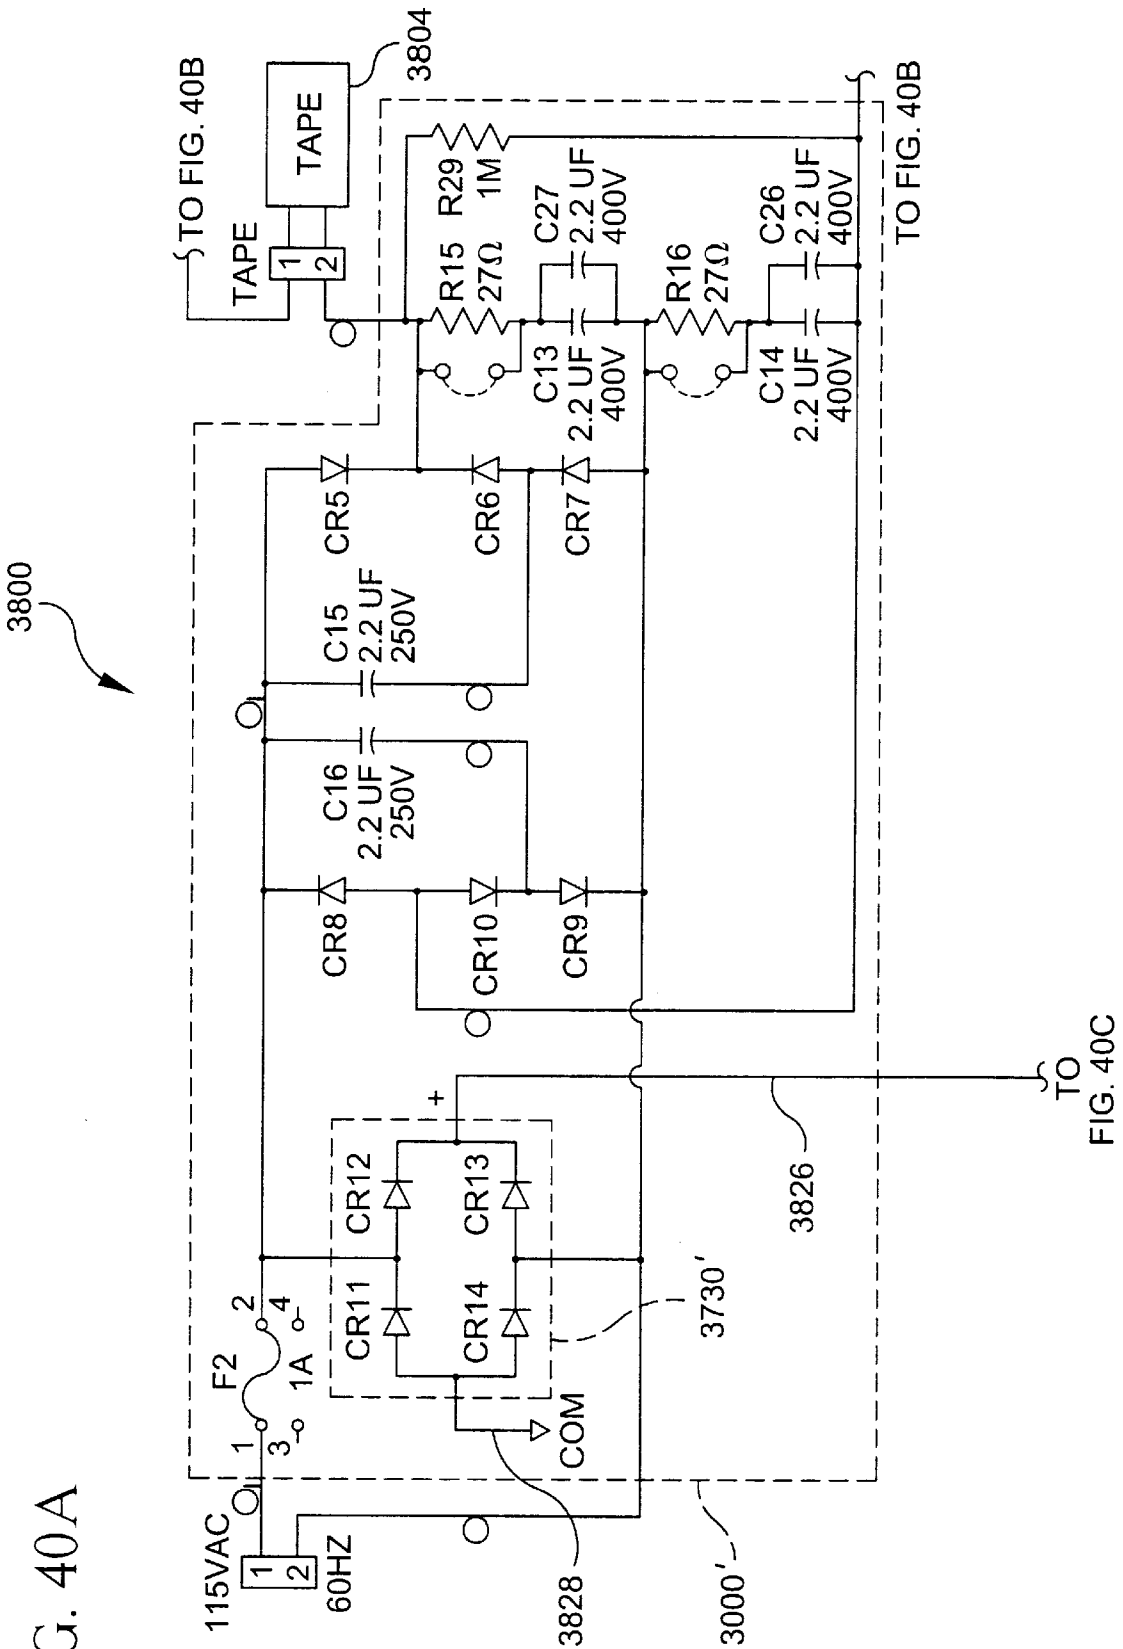 G. 40A
3800
115VAC
1
2
60HZ
F2
1
2
3
4
1A
CR11
CR12
CR14
CR13
+
COM
3828
3730'
3000'
3826
TO
FIG. 40C
CR8
CR10
CR9
C16
2.2 UF
250V
C15
2.2 UF
250V
CR5
CR6
CR7
TO FIG. 40B
TAPE
1
2
TAPE
3804
R29
1M
R15
27Ω
C27
2.2 UF
400V
C13
2.2 UF
400V
R16
27Ω
C26
2.2 UF
400V
C14
2.2 UF
400V
TO FIG. 40B